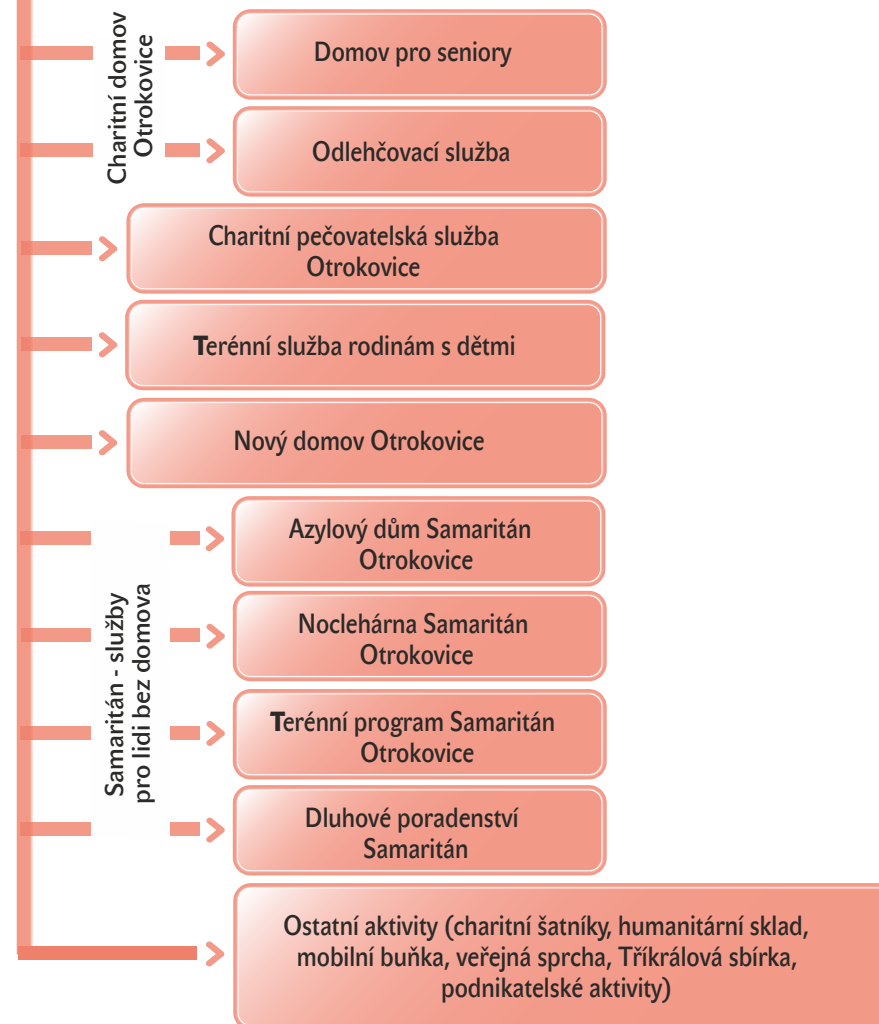 Charitní domov
Otrokovice
Domov pro seniory
Odlehčovací služba
Charitní pečovatelská služba
Otrokovice
Terénní služba rodinám s dětmi
Nový domov Otrokovice
Samaritán - služby
pro lidi bez domova
Azylový dům Samaritán
Otrokovice
Noclehárna Samaritán
Otrokovice
Terénní program Samaritán
Otrokovice
Dluhové poradenství
Samaritán
Ostatní aktivity (charitní šatníky, humanitární sklad,
mobilní buňka, veřejná sprcha, Tříkrálová sbírka,
podnikatelské aktivity)